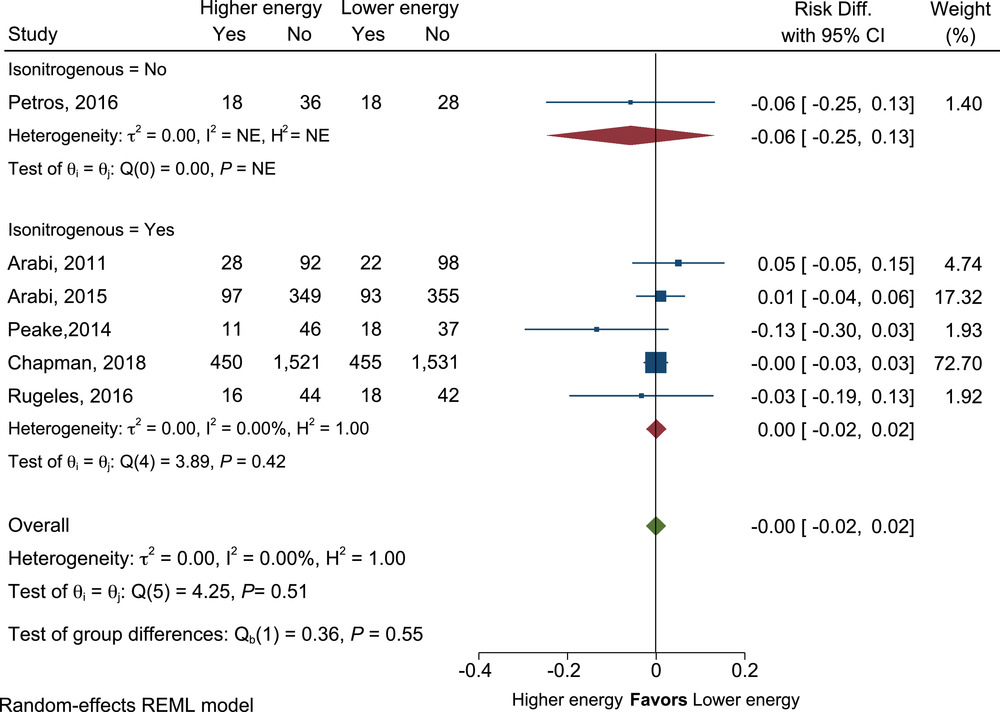 Higher energy Lower energy Risk Diff. Weight
Study Yes No Yes No with 95% CI (%)
Isonitrogenous = No
Petros, 2016 18 36 18 28 -0.06 [ -0.25, 0.13] 1.40
Heterogeneity: τ² = 0.00, I² = NE, H² = NE -0.06 [ -0.25, 0.13]
Test of θi = θj: Q(0) = 0.00, P = NE
Isonitrogenous = Yes
Arabi, 2011 28 92 22 98 0.05 [ -0.05, 0.15] 4.74
Arabi, 2015 97 349 93 355 0.01 [ -0.04, 0.06] 17.32
Peake,2014 11 46 18 37 -0.13 [ -0.30, 0.03] 1.93
Chapman, 2018 450 1,521 455 1,531 -0.00 [ -0.03, 0.03] 72.70
Rugeles, 2016 16 44 18 42 -0.03 [ -0.19, 0.13] 1.92
Heterogeneity: τ² = 0.00, I² = 0.00%, H² = 1.00 0.00 [ -0.02, 0.02]
Test of θi = θj: Q(4) = 3.89, P = 0.42
Overall -0.00 [ -0.02, 0.02]
Heterogeneity: τ² = 0.00, I² = 0.00%, H² = 1.00
Test of θi = θj: Q(5) = 4.25, P= 0.51
Test of group differences: Qb(1) = 0.36, P = 0.55
-0.4 -0.2 0 0.2
Higher energy Favors Lower energy
Random-effects REML model